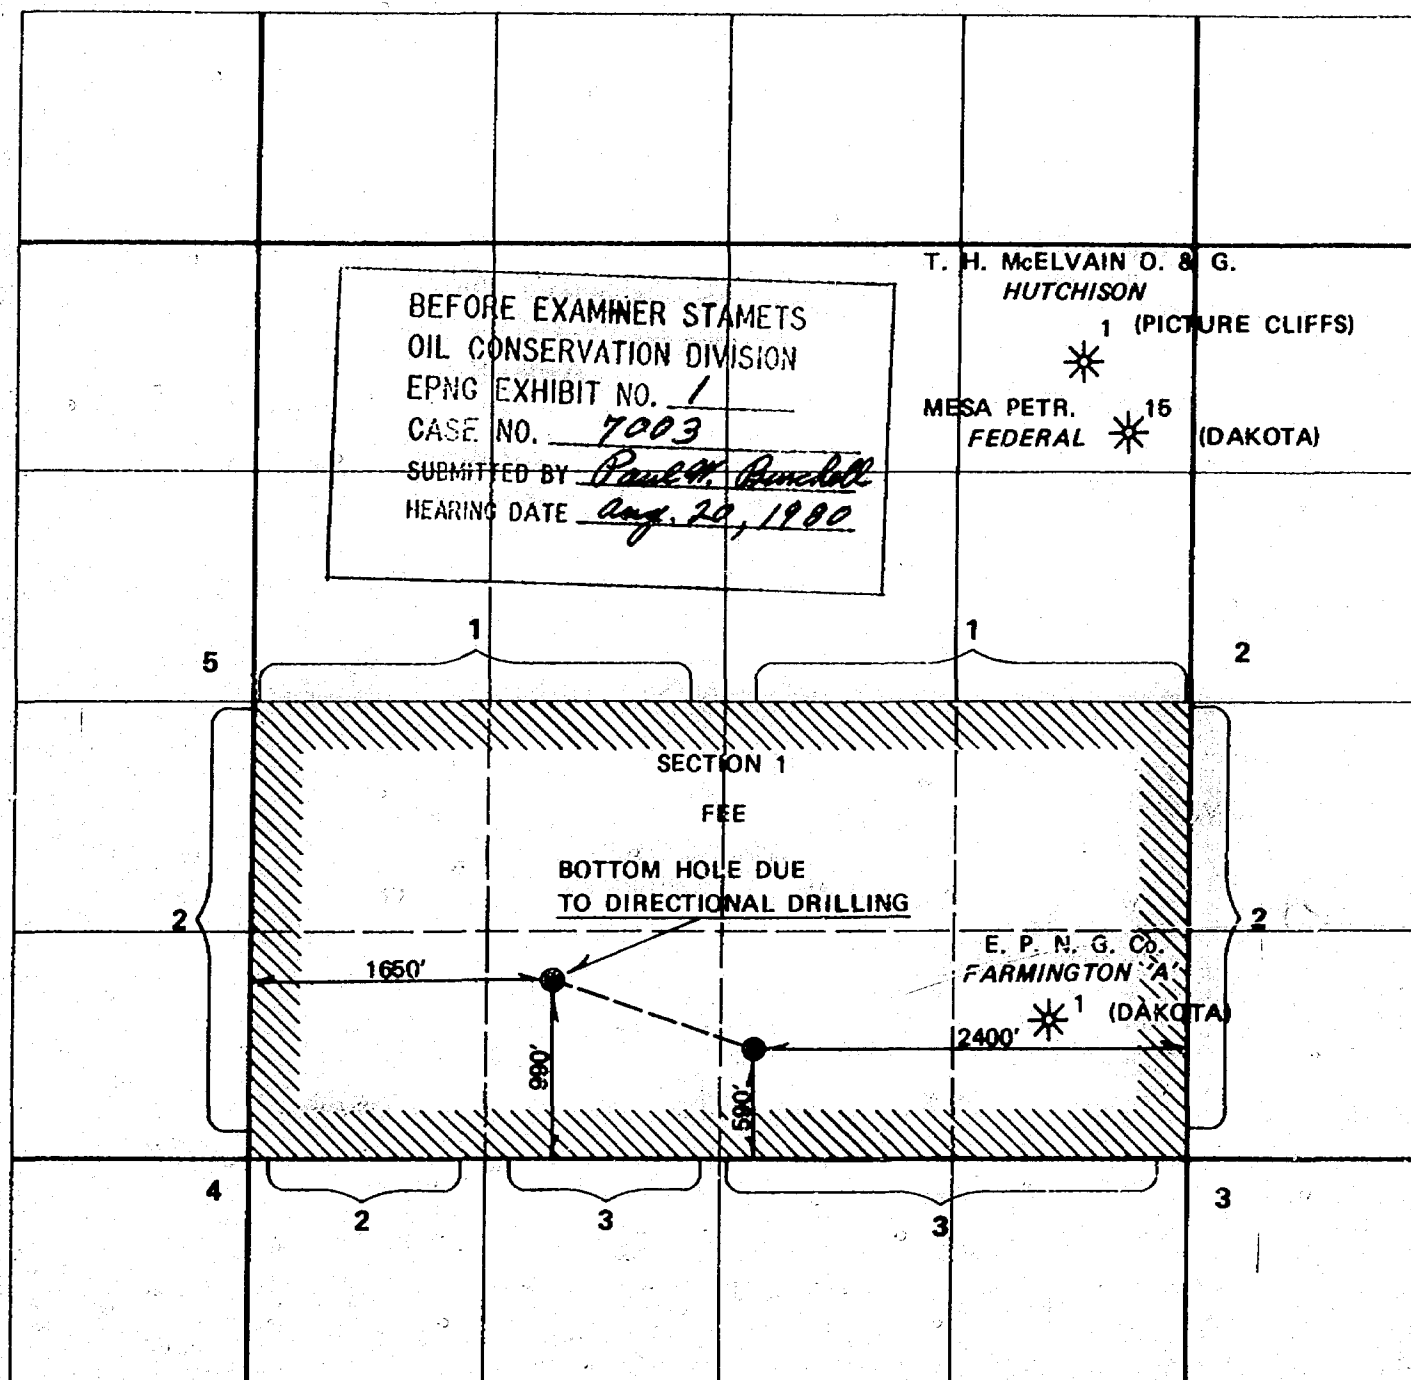 T. H. McELVAIN O. & G.
HUTCHISON
1 (PICTURE CLIFFS)
MESA PETR. 15
FEDERAL (DAKOTA)
BEFORE EXAMINER STAMETS
OIL CONSERVATION DIVISION
EPNG EXHIBIT NO. 1
CASE NO. 7003
SUBMITTED BY Paul W. Burchell
HEARING DATE Aug. 20, 1980
1
1
5
2
SECTION 1
FEE
BOTTOM HOLE DUE
TO DIRECTIONAL DRILLING
2
2
E. P. N. G. Co.
FARMINGTON "A"
1 (DAKOTA)
1650'
2400'
990'
590'
4
2
3
3
3